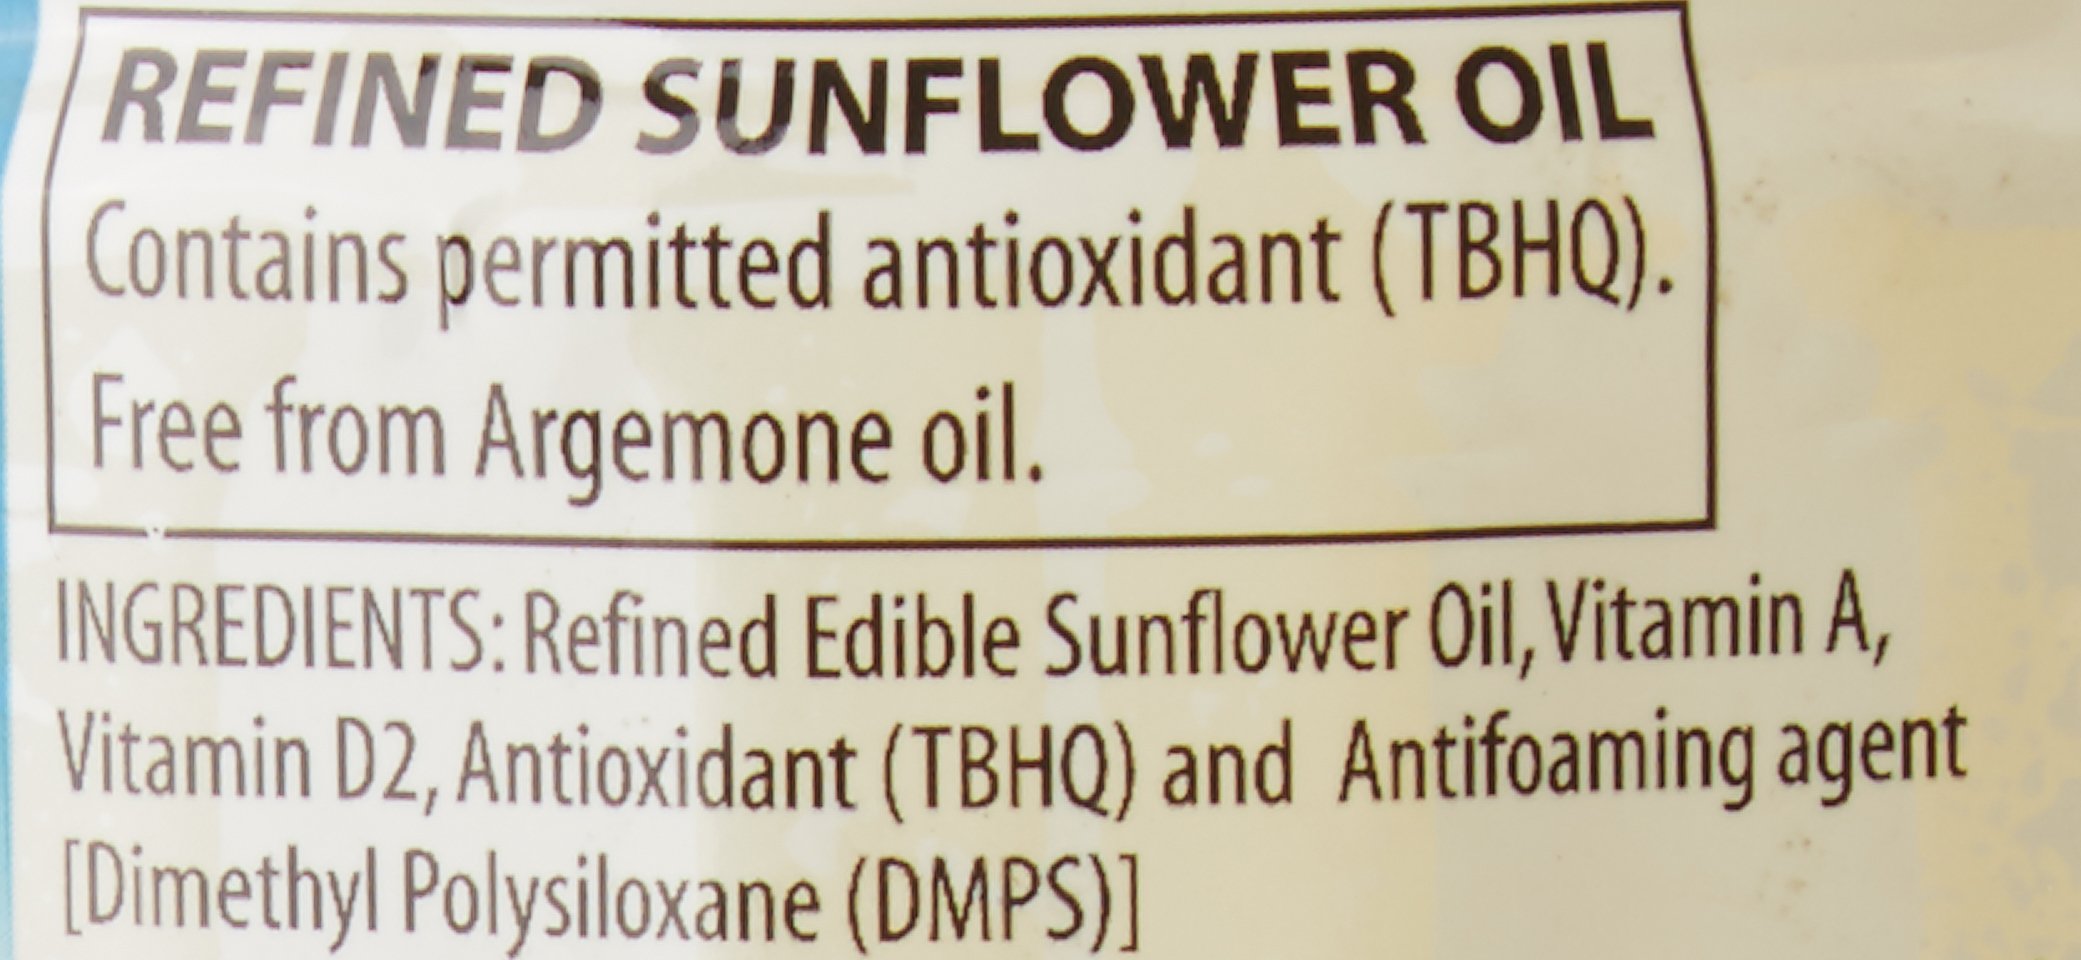 REFINED SUNFLOWER OIL
Contains permitted antioxidant (TBHQ).
Free from Argemone oil.
INGREDIENTS: Refined Edible Sunflower Oil, Vitamin A,
Vitamin D2, Antioxidant (TBHQ) and Antifoaming agent
[Dimethyl Polysiloxane (DMPS)]